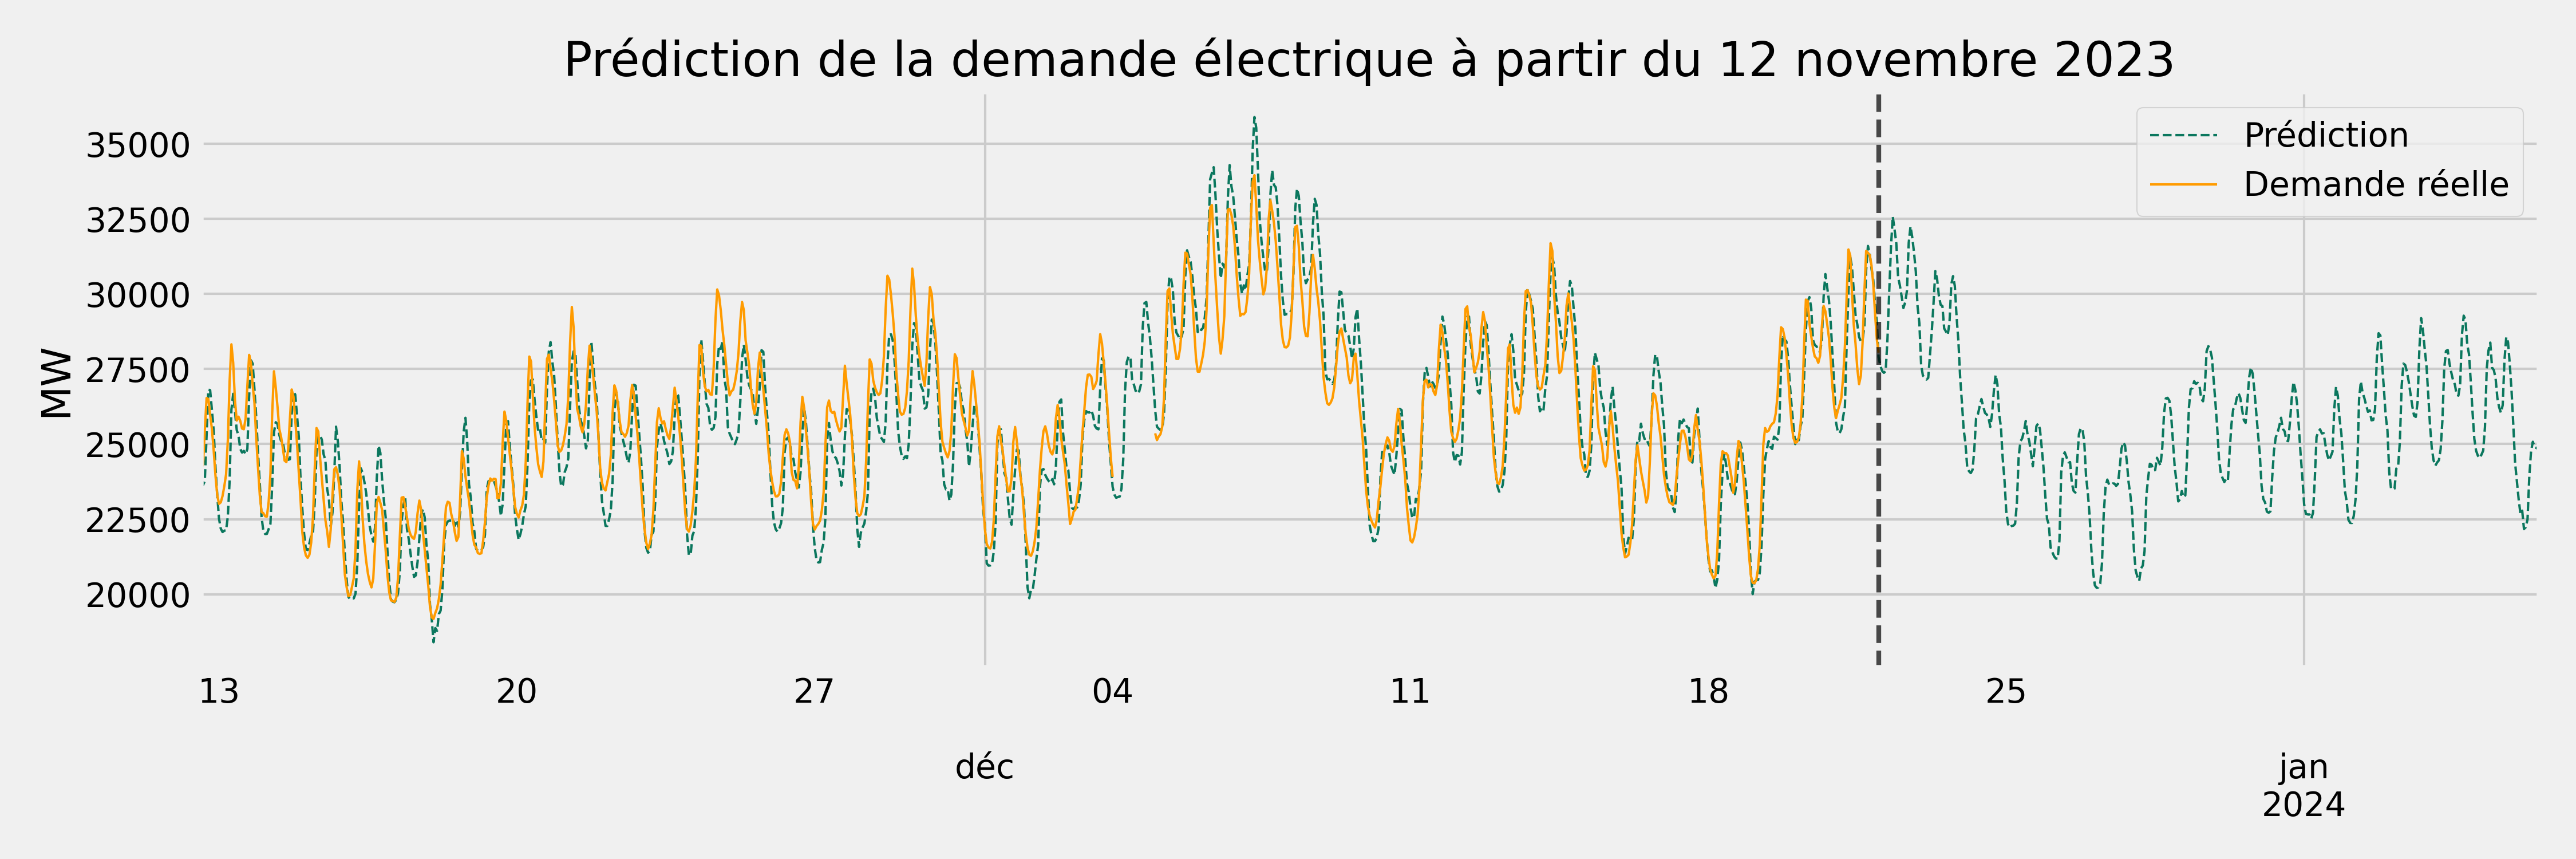 Prédiction de la demande électrique à partir du 12 novembre 2023
Prédiction
Demande réelle
MW
35000
32500
30000
27500
25000
22500
20000
13 20 27 04 11 18 25
déc jan
2024